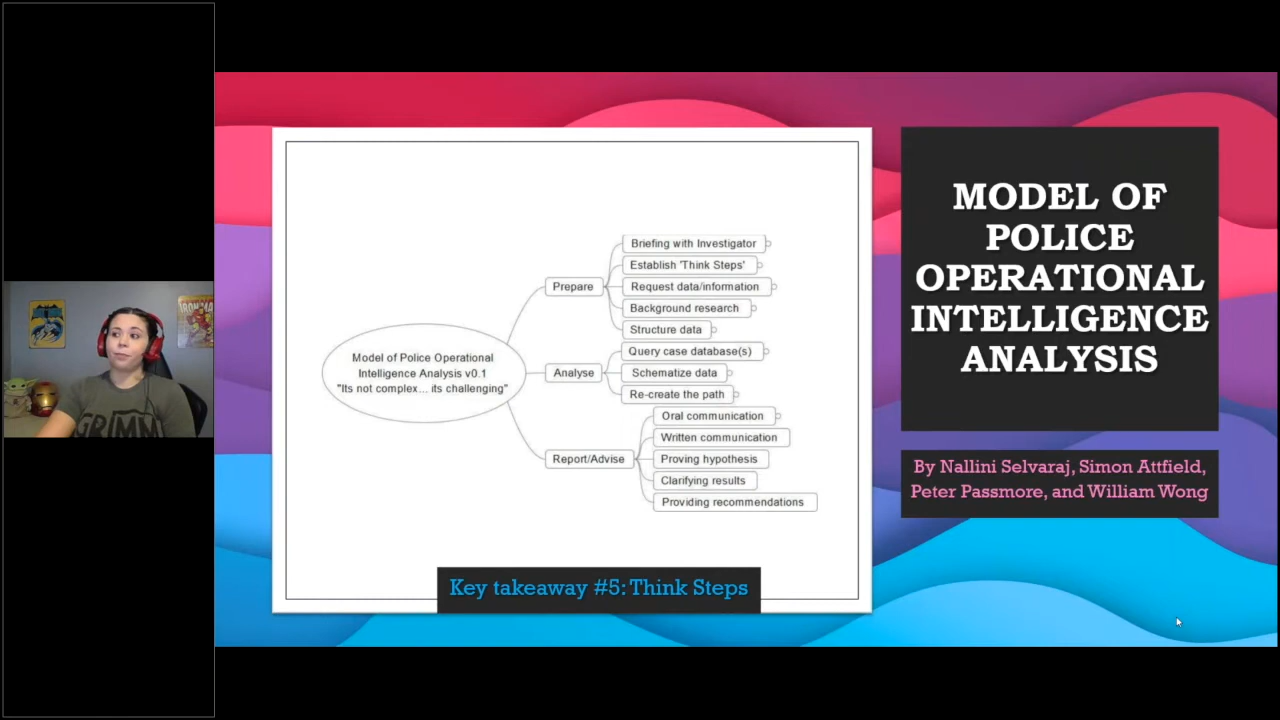 MODEL OF
POLICE
OPERATIONAL
INTELLIGENCE
ANALYSIS
By Nallini Selvaraj, Simon Attfield,
Peter Passmore, and William Wong
Model of Police Operational
Intelligence Analysis v0.1
"Its not complex... its challenging"
Prepare
Briefing with Investigator
Establish 'Think Steps'
Request data/information
Background research
Structure data
Analyse
Query case database(s)
Schematize data
Re-create the path
Report/Advise
Oral communication
Written communication
Proving hypothesis
Clarifying results
Providing recommendations
Key takeaway #5: Think Steps
GRIMM
IRON MAN